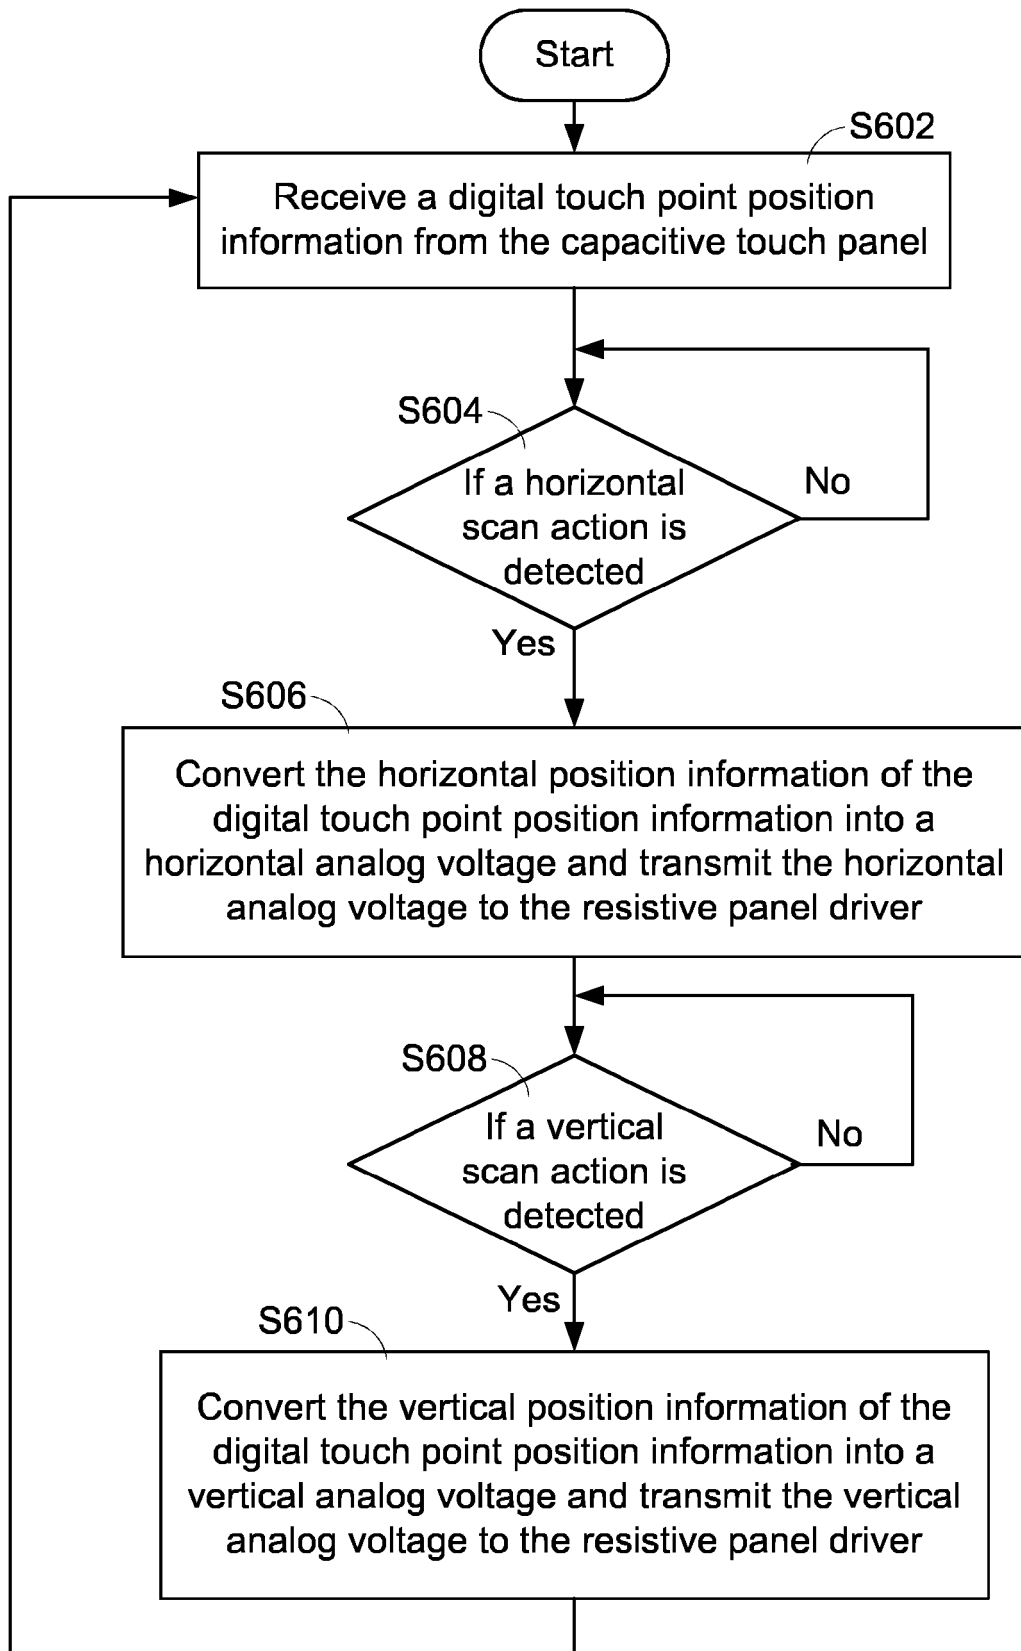 Start
S602
Receive a digital touch point position
information from the capacitive touch panel
S604
If a horizontal
scan action is
detected
No
Yes
S606
Convert the horizontal position information of the
digital touch point position information into a
horizontal analog voltage and transmit the horizontal
analog voltage to the resistive panel driver
S608
If a vertical
scan action is
detected
No
Yes
S610
Convert the vertical position information of the
digital touch point position information into a
vertical analog voltage and transmit the vertical
analog voltage to the resistive panel driver